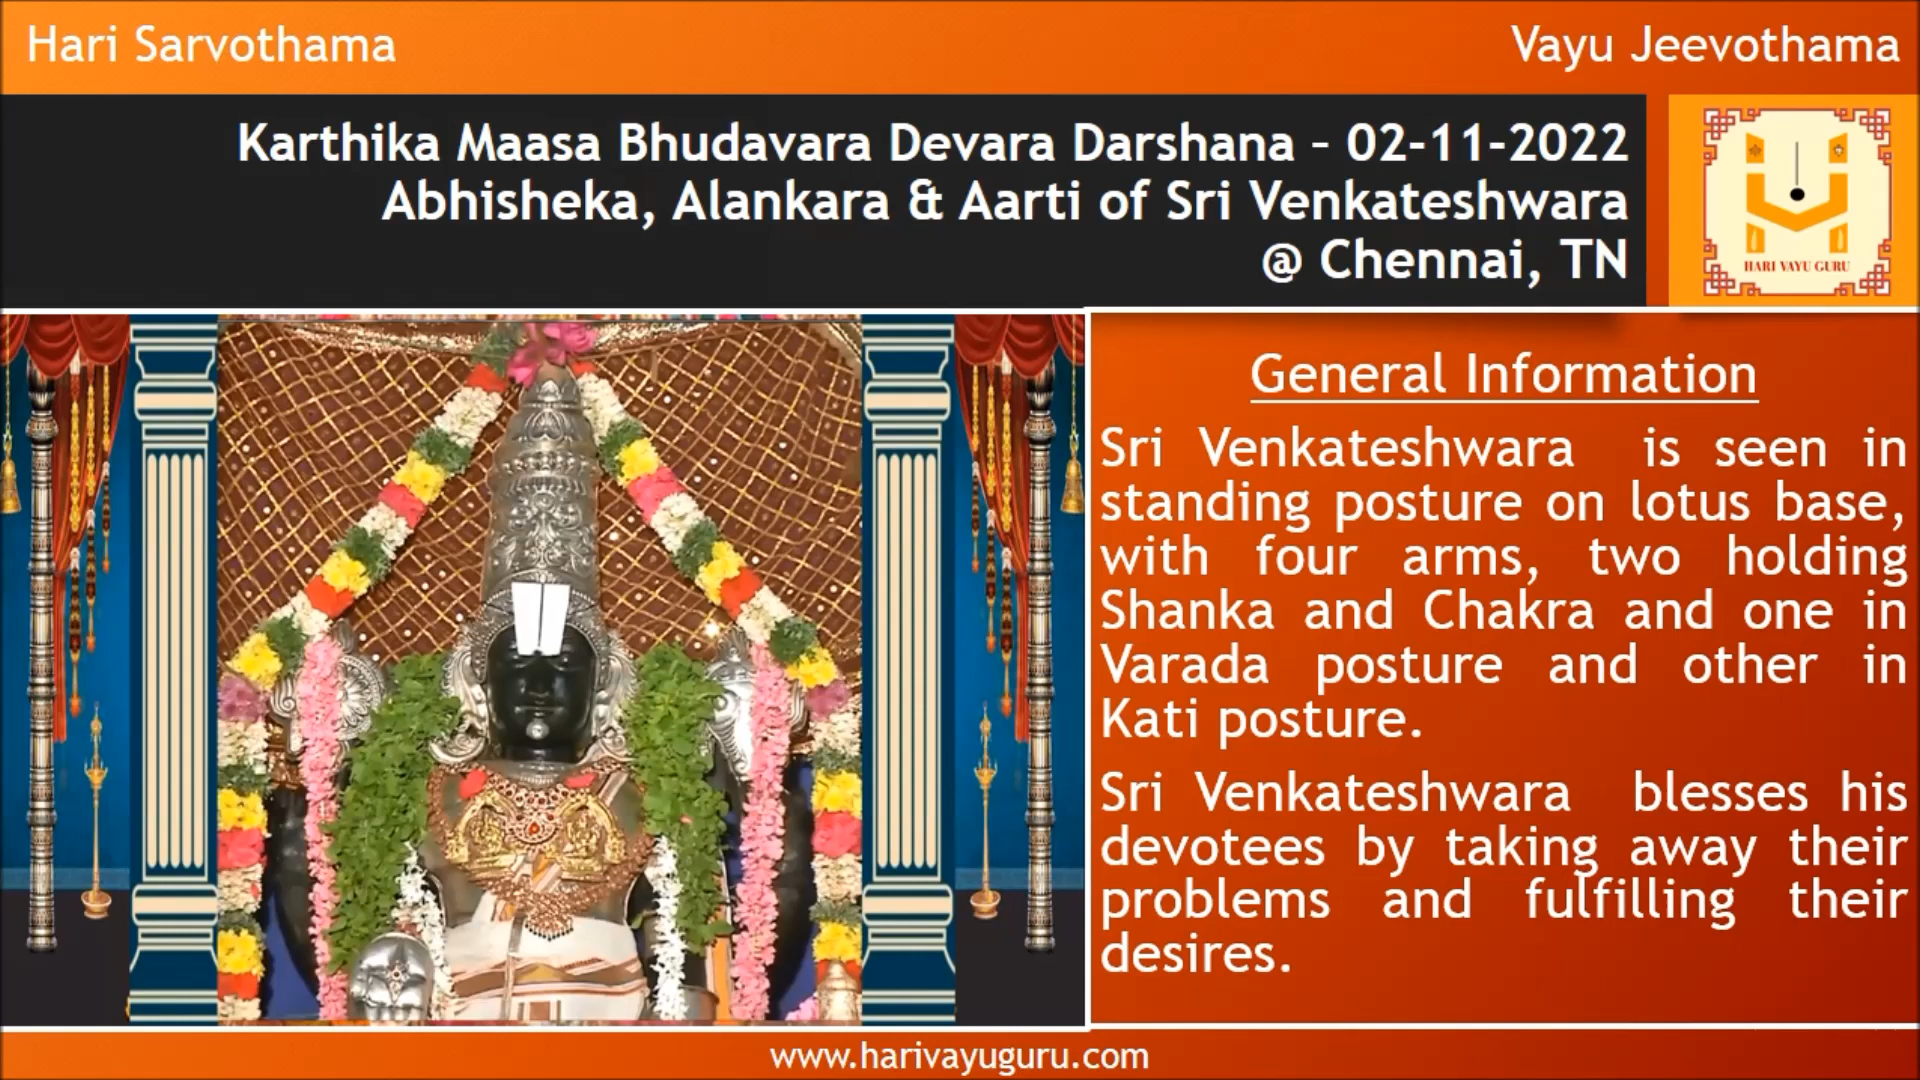 Hari Sarvothama
Vayu Jeevothama
Karthika Maasa Bhudavara Devara Darshana – 02-11-2022
Abhisheka, Alankara & Aarti of Sri Venkateshwara
@ Chennai, TN
HARI VAYU GURU
General Information
Sri Venkateshwara is seen in
standing posture on lotus base,
with four arms, two holding
Shanka and Chakra and one in
Varada posture and other in
Kati posture.
Sri Venkateshwara blesses his
devotees by taking away their
problems and fulfilling their
desires.
www.harivayuguru.com